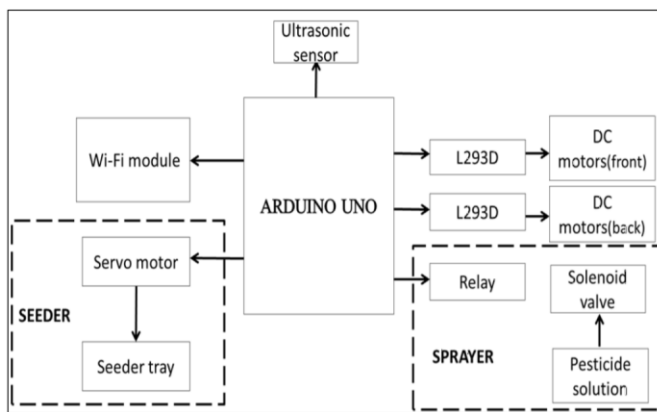 Ultrasonic
sensor
Wi-Fi module
ARDUINO UNO
L293D
DC
motors(front)
L293D
DC
motors(back)
SEEDER
Servo motor
Seeder tray
Relay
Solenoid
valve
SPRAYER
Pesticide
solution